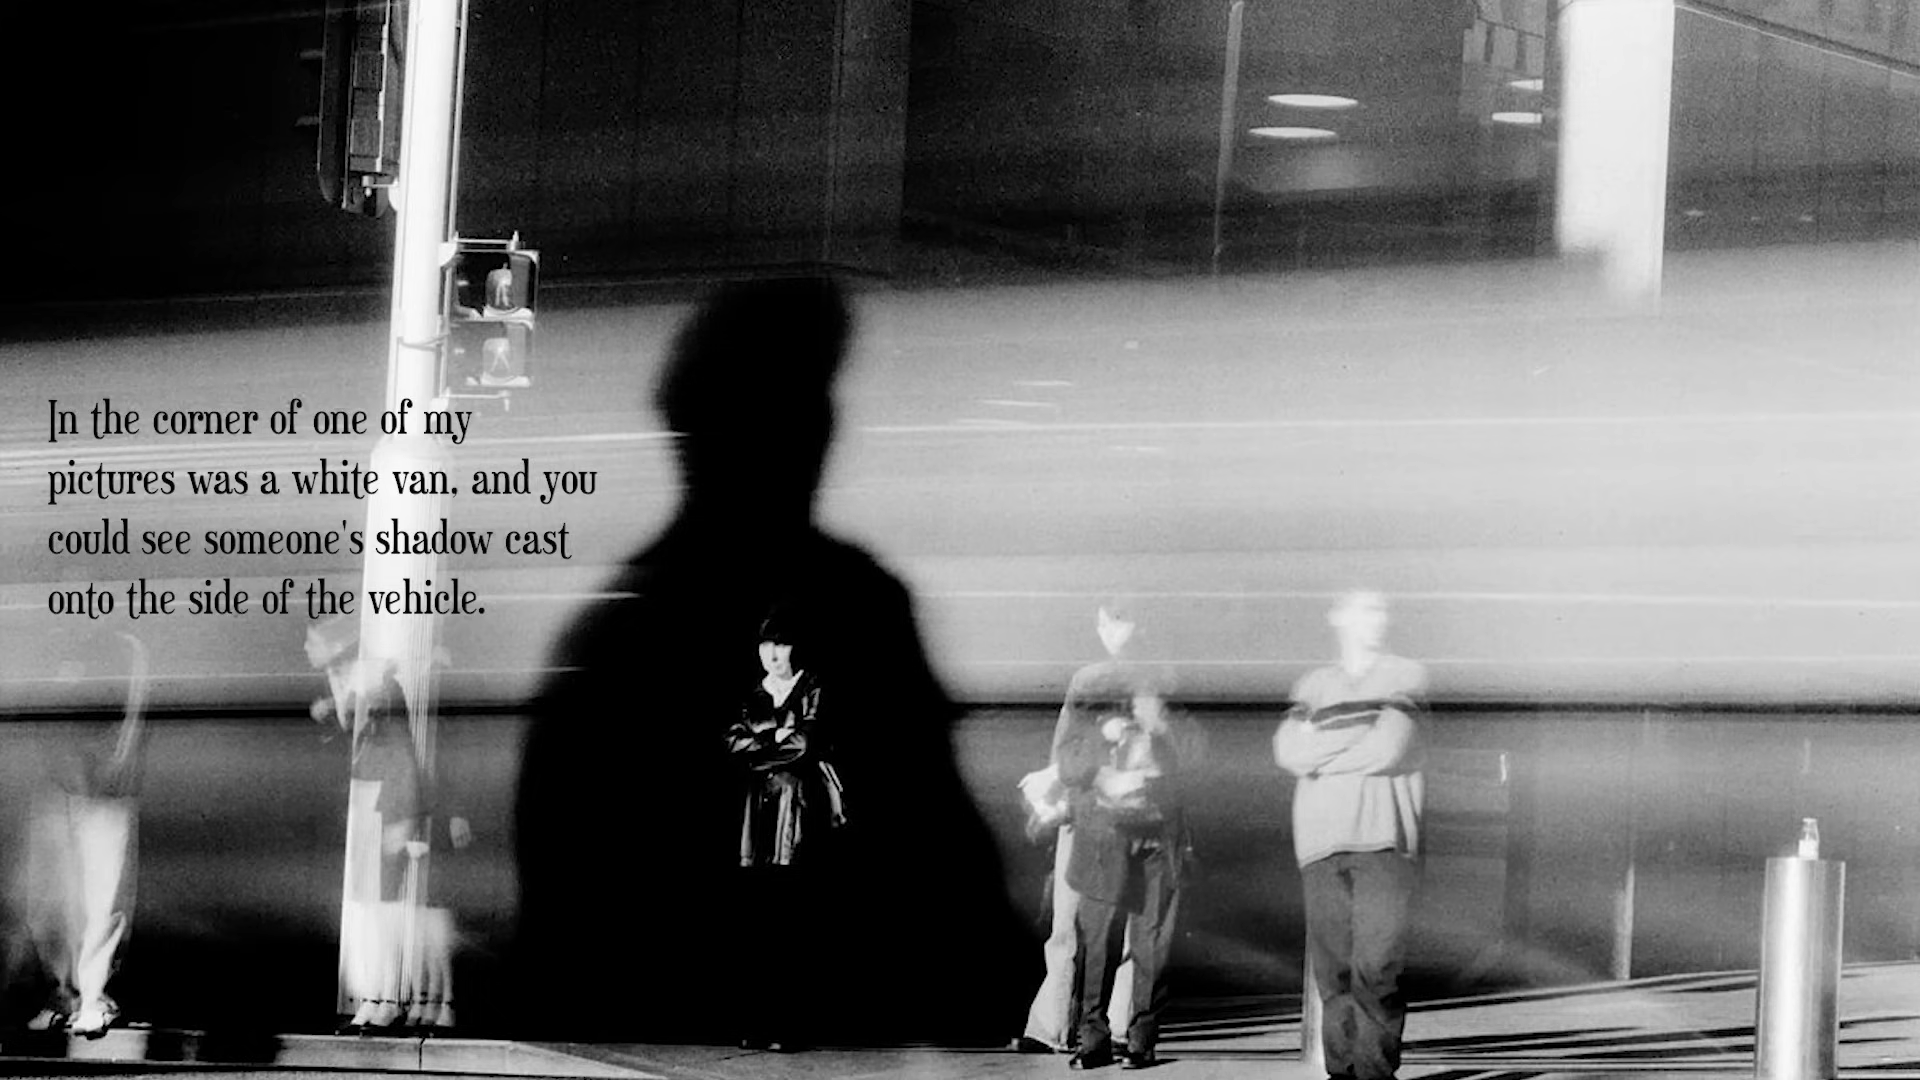 In the corner of one of my
pictures was a white van, and you
could see someone's shadow cast
onto the side of the vehicle.